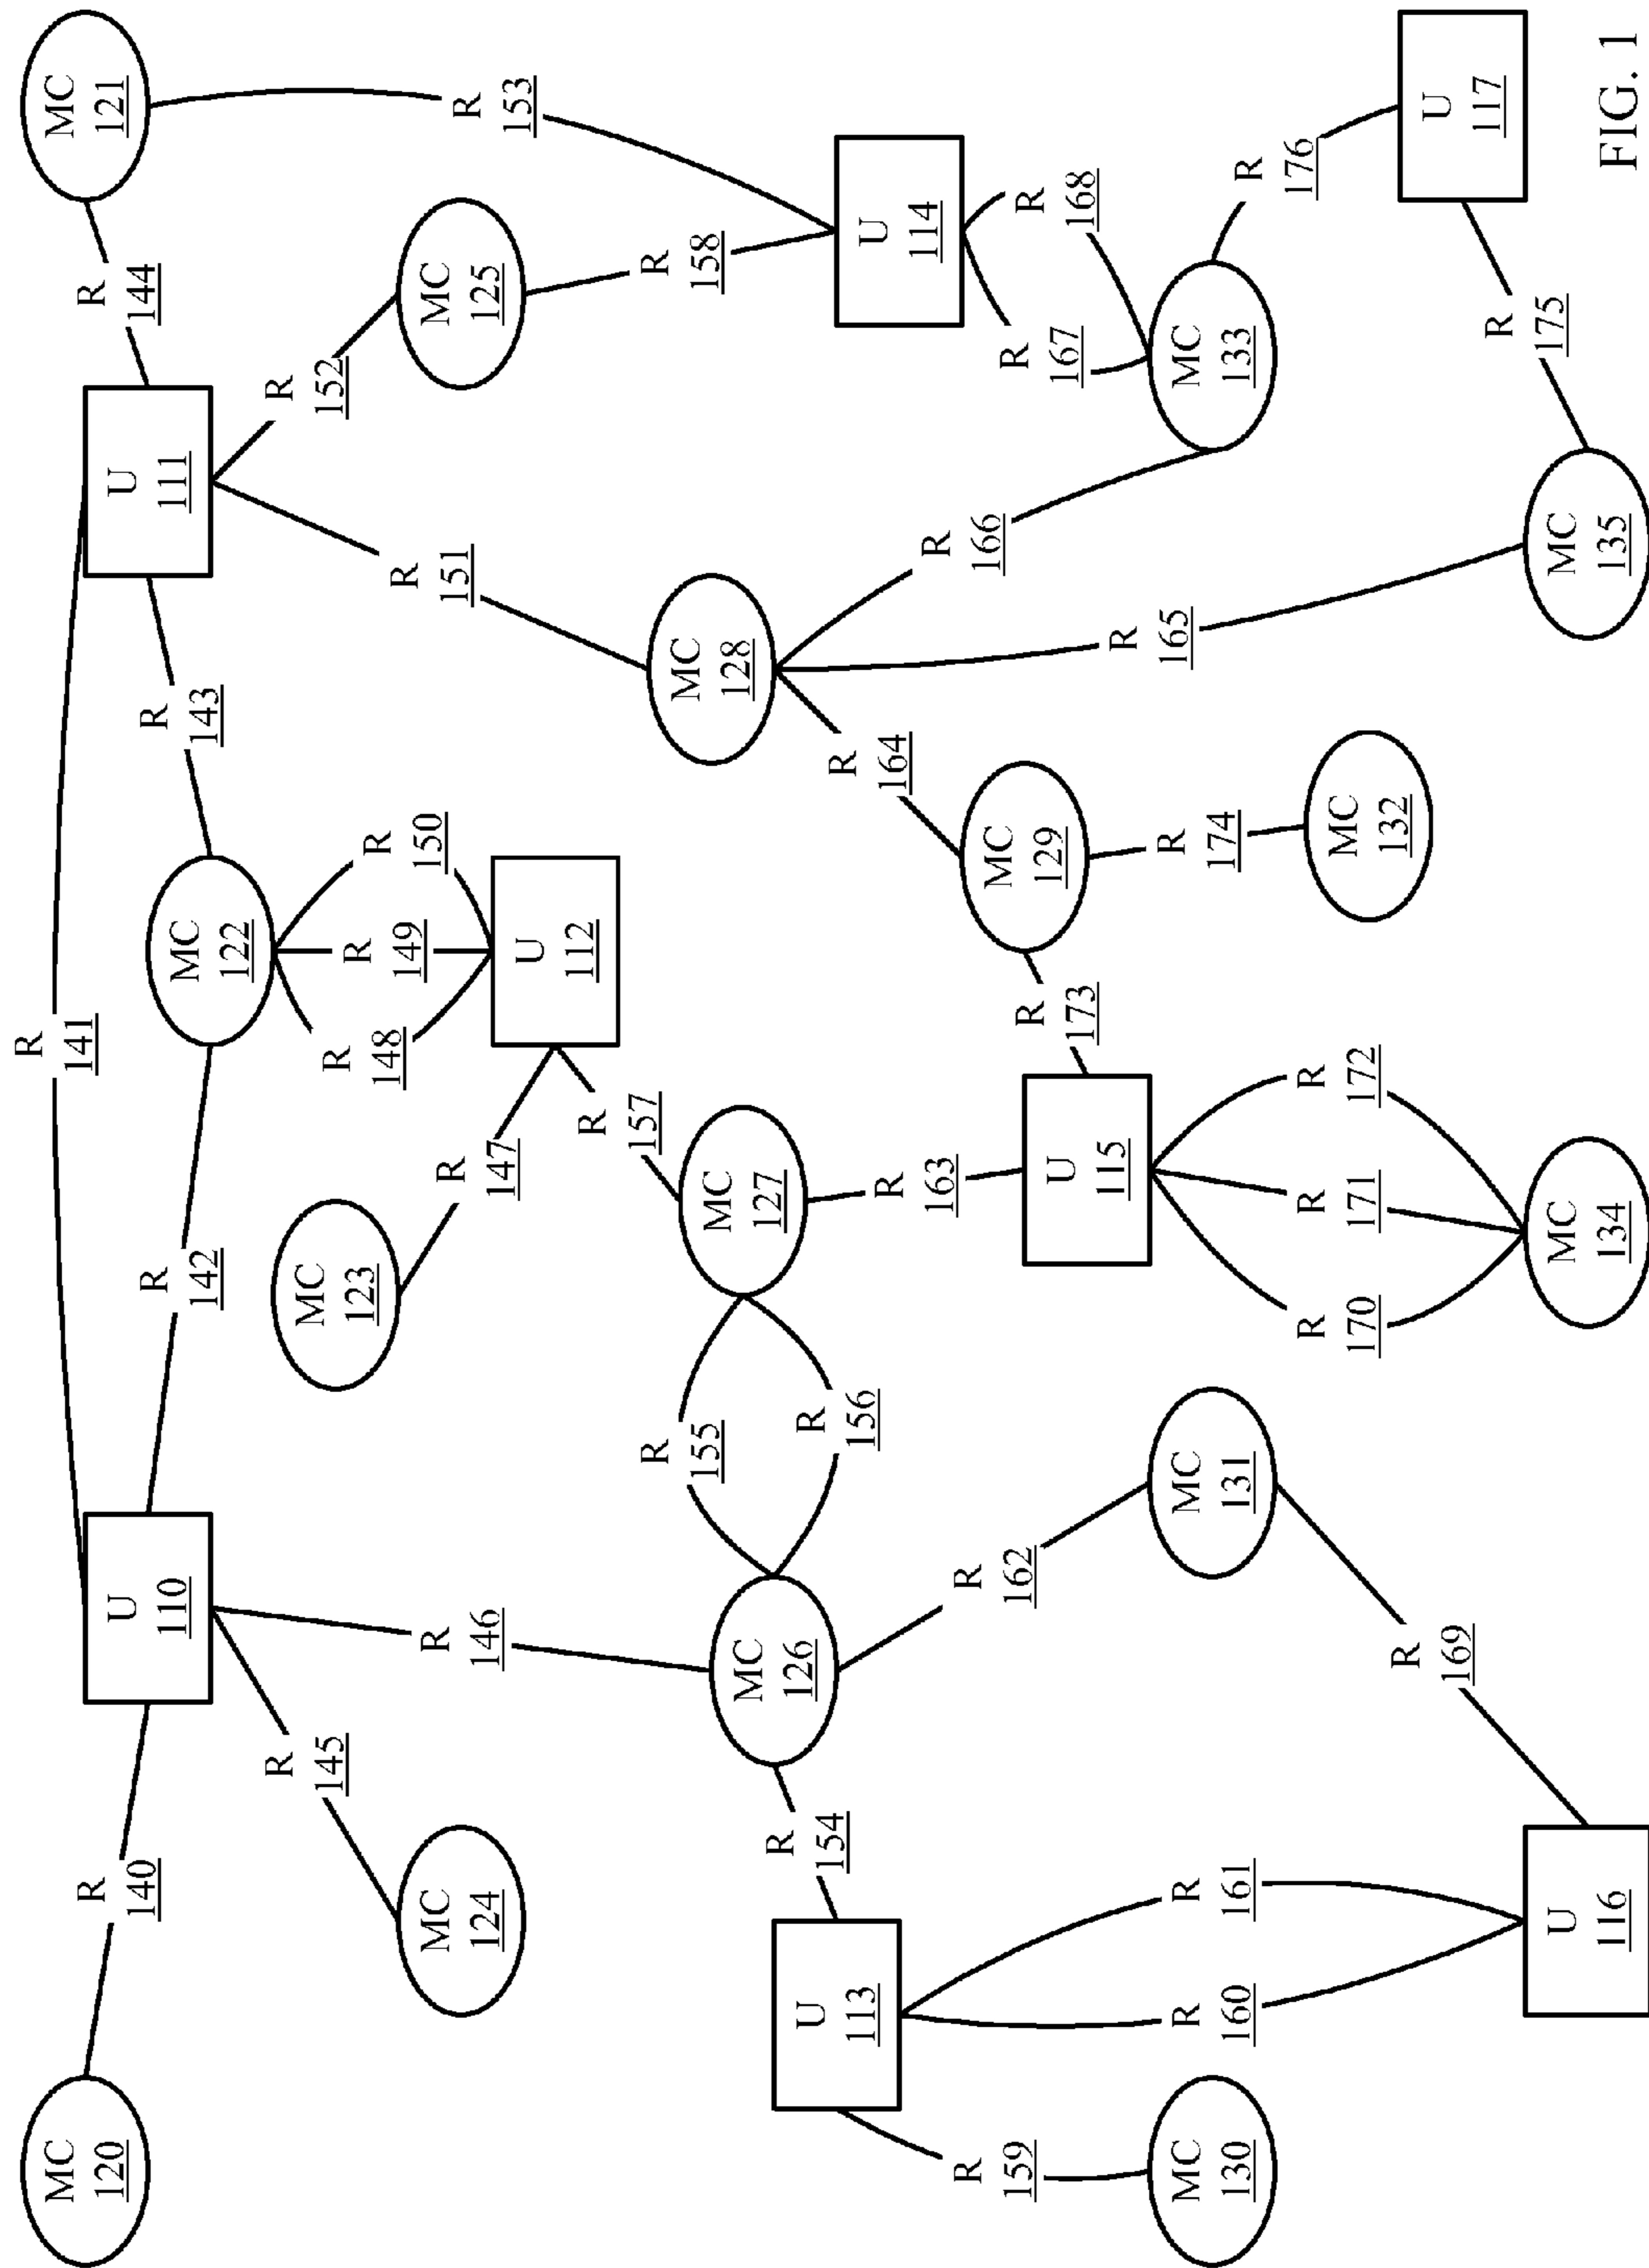 MC
120
R
140
U
110
R
141
R
142
MC
122
R
143
U
111
R
144
MC
121
R
145
MC
124
R
146
MC
123
R
147
R
148
R
149
R
150
U
112
R
151
R
152
MC
125
R
153
R
154
MC
126
R
155
R
156
R
157
MC
127
MC
128
R
158
U
113
U
114
R
159
MC
130
R
160
R
161
R
162
MC
131
R
163
U
115
R
164
MC
129
R
165
R
166
R
167
R
168
MC
133
U
116
R
169
R
170
R
171
R
172
MC
134
R
173
R
174
MC
132
MC
135
R
175
R
176
U
117
FIG. 1